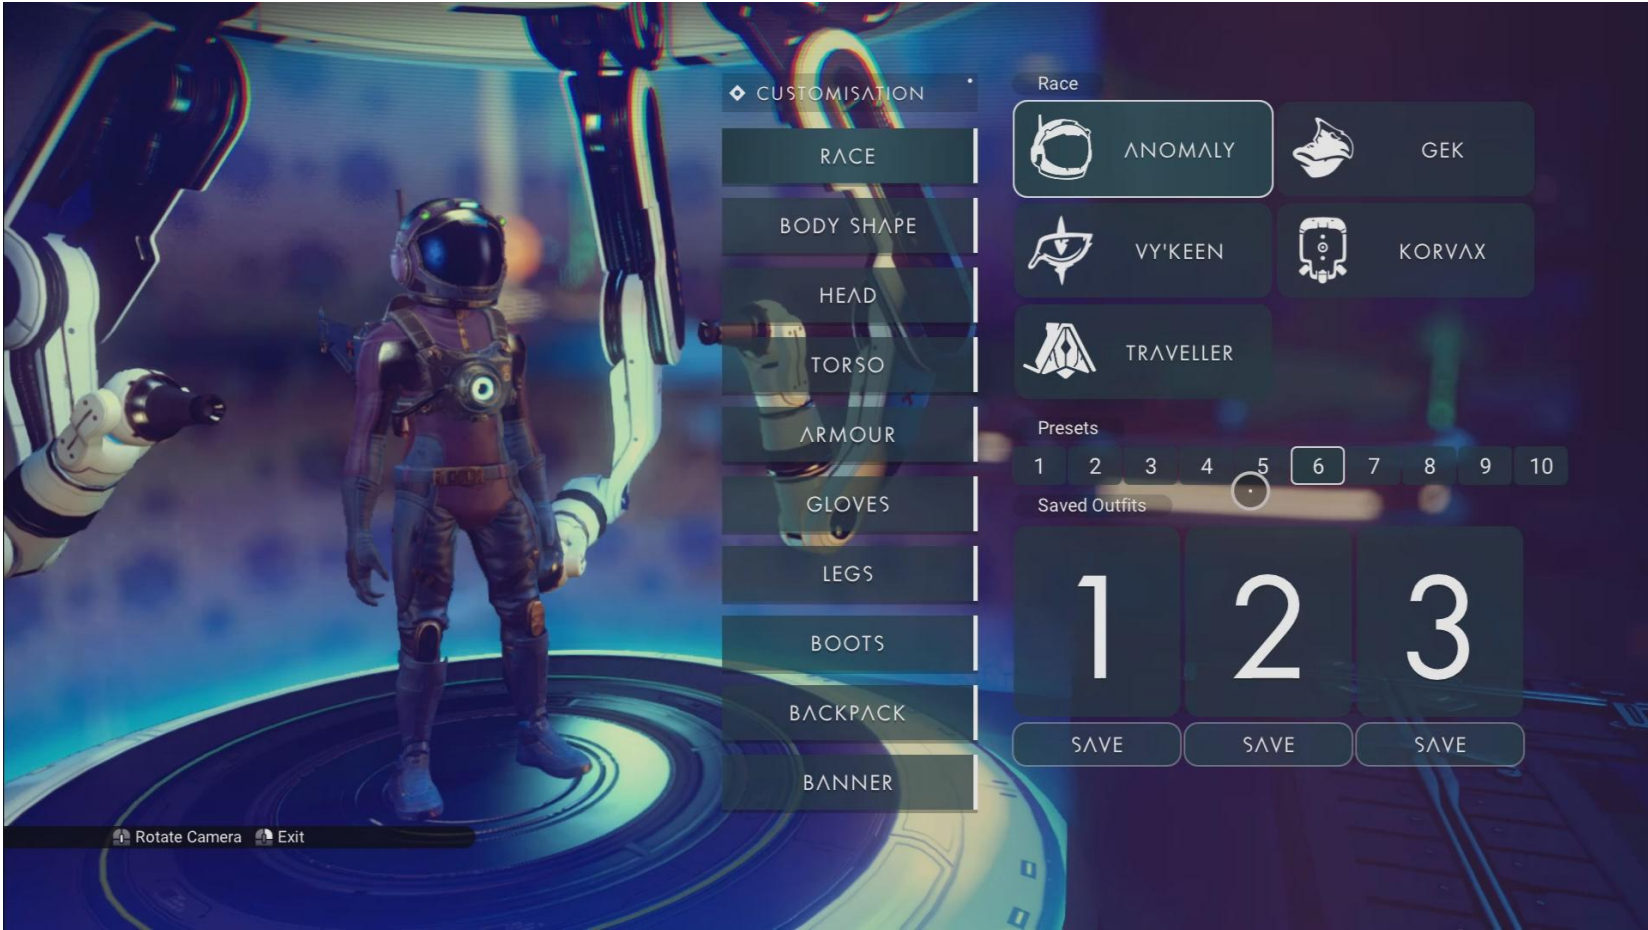 CUSTOMISATION
RACE
BODY SHAPE
HEAD
TORSO
ARMOUR
GLOVES
LEGS
BOOTS
BACKPACK
BANNER
Race
ANOMALY
GEK
VY'KEEN
KORVAX
TRAVELLER
Presets
1 2 3 4 5 6 7 8 9 10
Saved Outfits
1 2 3
SAVE SAVE SAVE
Rotate Camera Exit